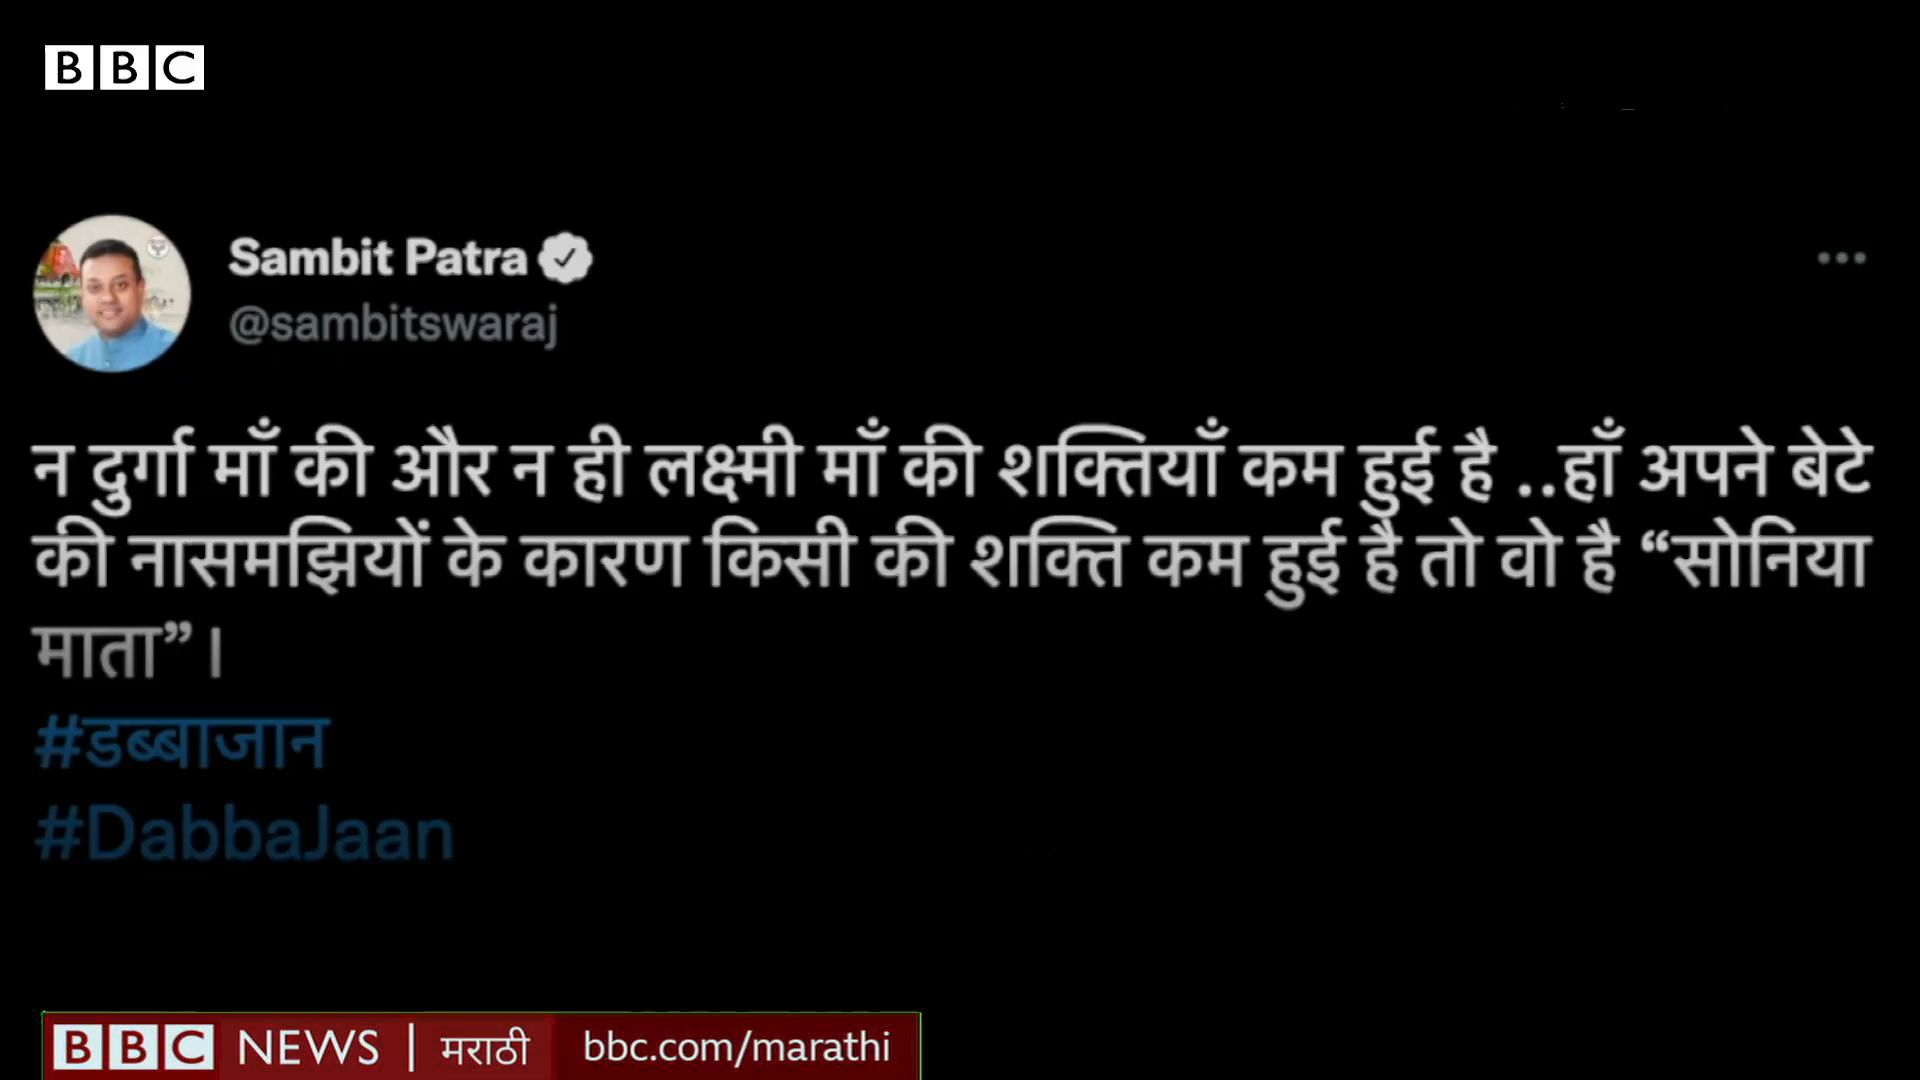 BBC
Sambit Patra
@sambitswaraj
न दुर्गा माँ की और न ही लक्ष्मी माँ की शक्तियाँ कम हुई है ..हाँ अपने बेटे
की नासमझियों के कारण किसी की शक्ति कम हुई है तो वो है “सोनिया
माता”।
#डब्बाजान
#DabbaJaan
BBC NEWS | मराठी bbc.com/marathi